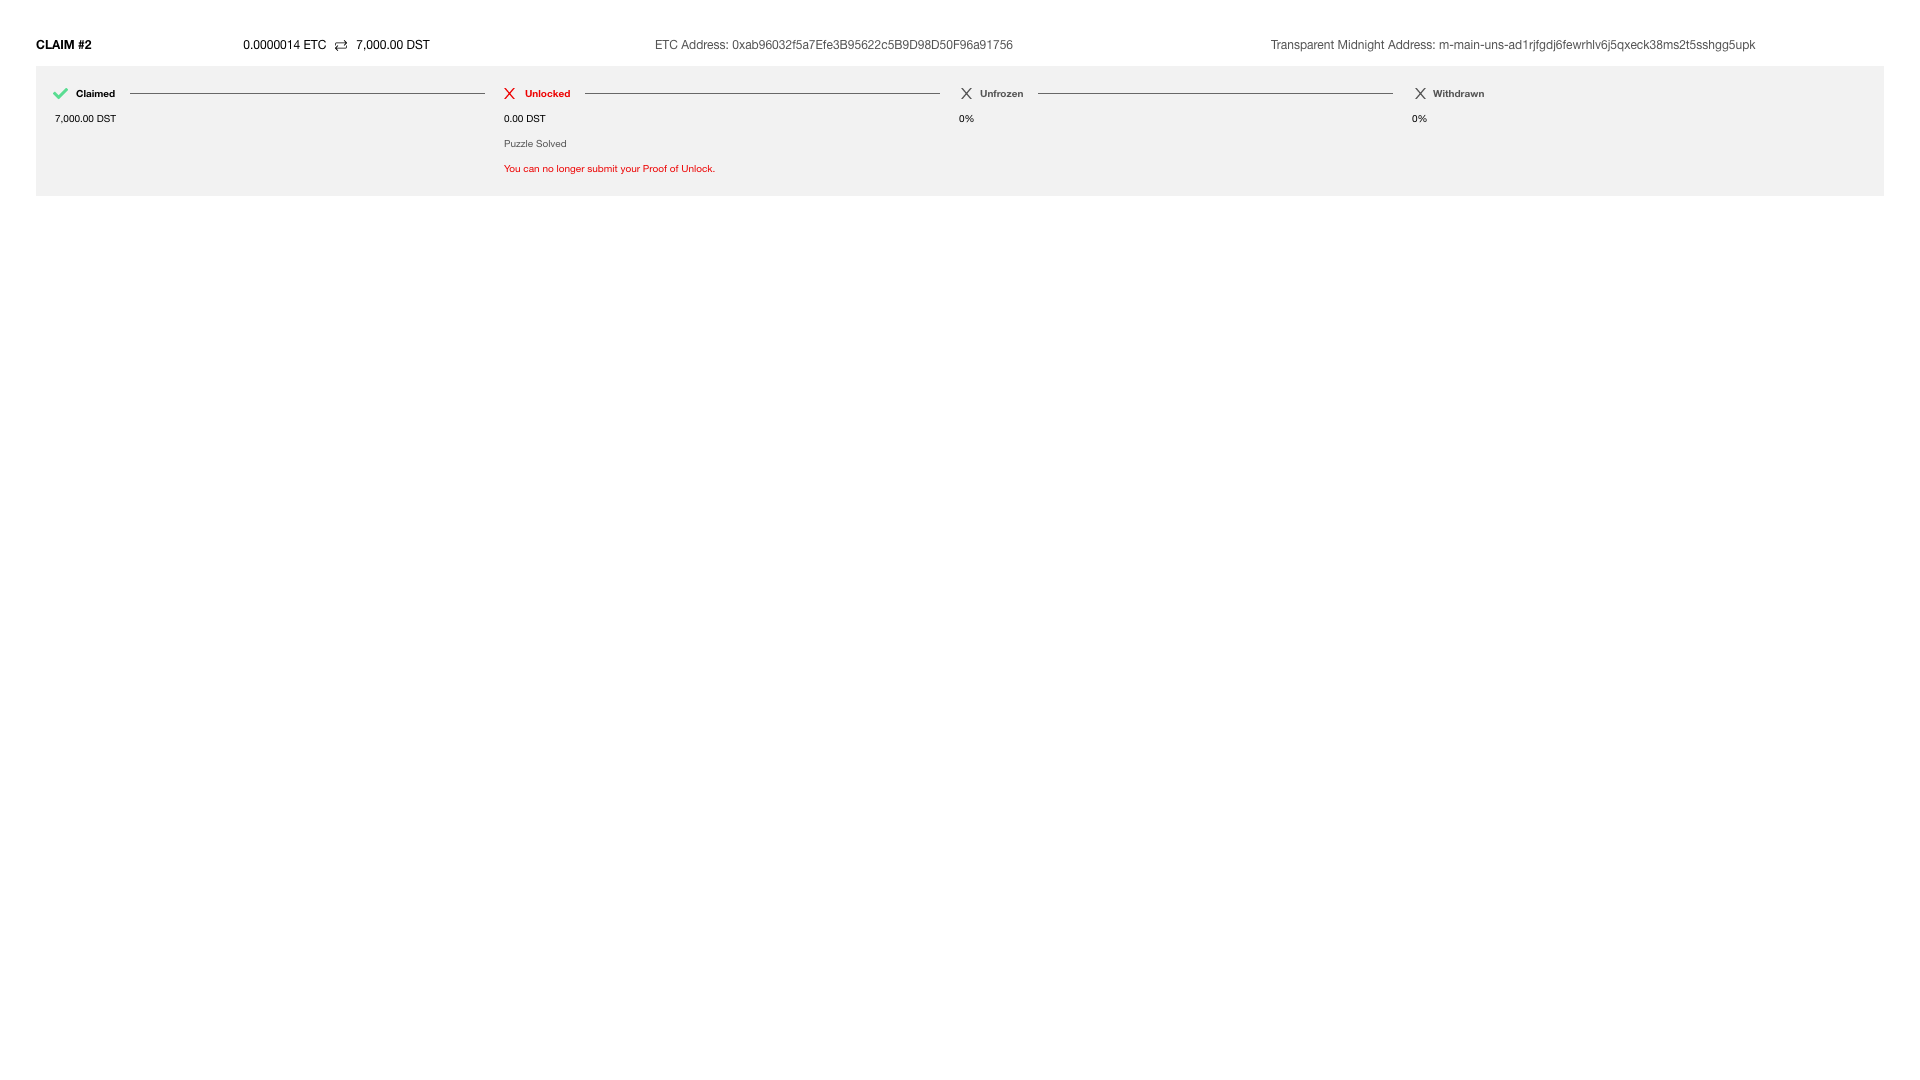 CLAIM #2 0.0000014 ETC 7,000.00 DST ETC Address: 0xab96032f5a7Efe3B95622c5B9D98D50F96a91756 Transparent Midnight Address: m-main-uns-ad1rjfgdj6fewrhlv6j5qxeck38ms2t5sshgg5upk
Claimed Unlocked Unfrozen Withdrawn
7,000.00 DST 0.00 DST 0% 0%
Puzzle Solved
You can no longer submit your Proof of Unlock.